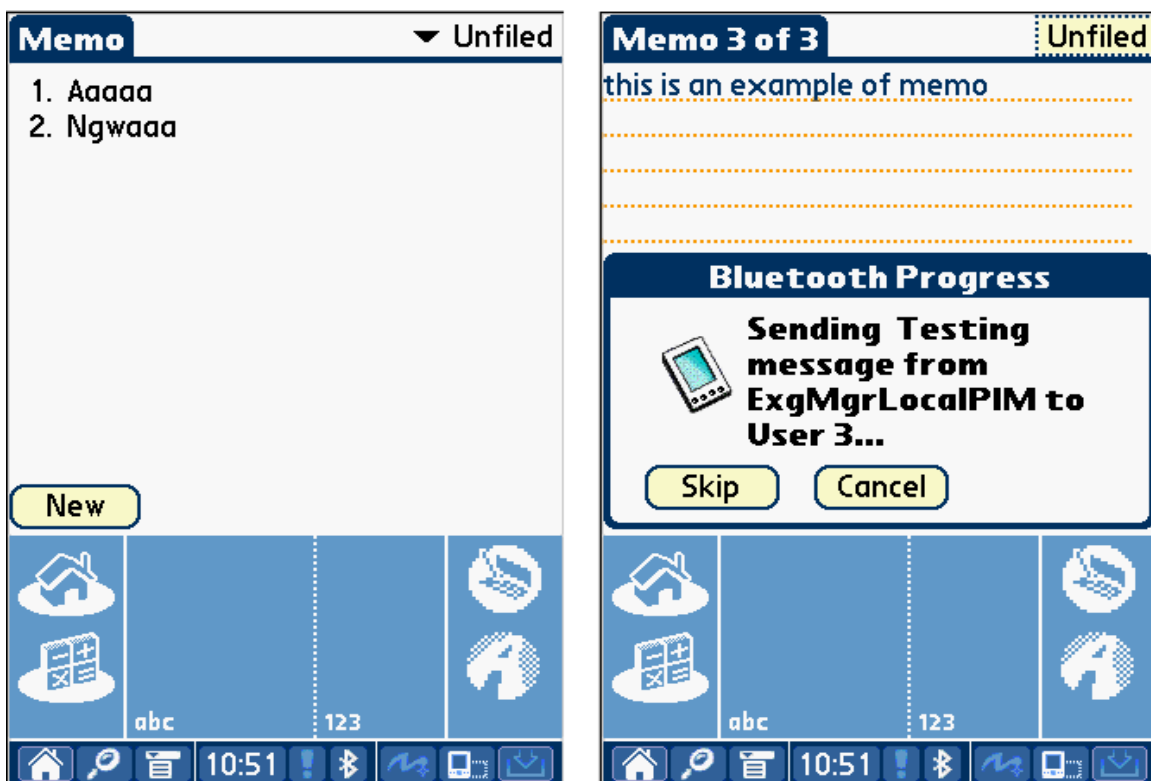 Memo
Unfiled
1. Aaaaa
2. Ngwaaa
New
abc
123
10:51
Memo 3 of 3
Unfiled
this is an example of memo
Bluetooth Progress
Sending Testing
message from
ExgMgrLocalPIM to
User 3...
Skip
Cancel
abc
123
10:51